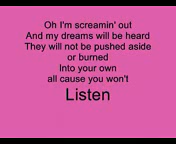 Oh I'm screamin' out
And my dreams will be heard
They will not be pushed aside
or burned
Into your own
all cause you won't
Listen